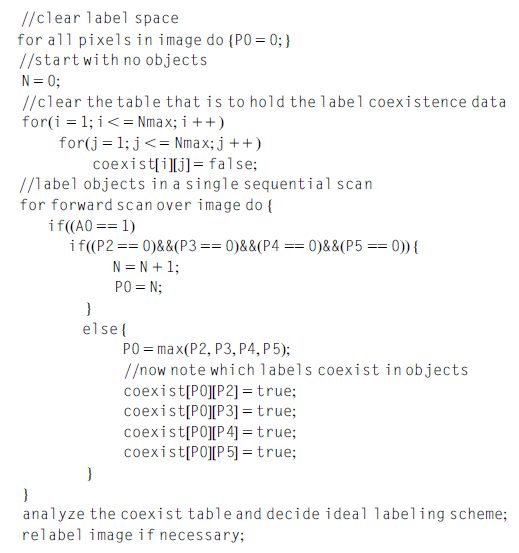 //clear label space
for all pixels in image do {P0 = 0;}
//start with no objects
N = 0;
//clear the table that is to hold the label coexistence data
for(i = 1; i <= Nmax; i ++)
for(j = 1; j <= Nmax; j ++)
coexist[i][j] = false;
//label objects in a single sequential scan
for forward scan over image do {
if((A0 == 1)
if((P2 == 0)&&(P3 == 0)&&(P4 == 0)&&(P5 == 0)) {
N = N + 1;
P0 = N;
}
else {
P0 = max(P2, P3, P4, P5);
//now note which labels coexist in objects
coexist[P0][P2] = true;
coexist[P0][P3] = true;
coexist[P0][P4] = true;
coexist[P0][P5] = true;
}
}
analyze the coexist table and decide ideal labeling scheme;
relabel image if necessary;